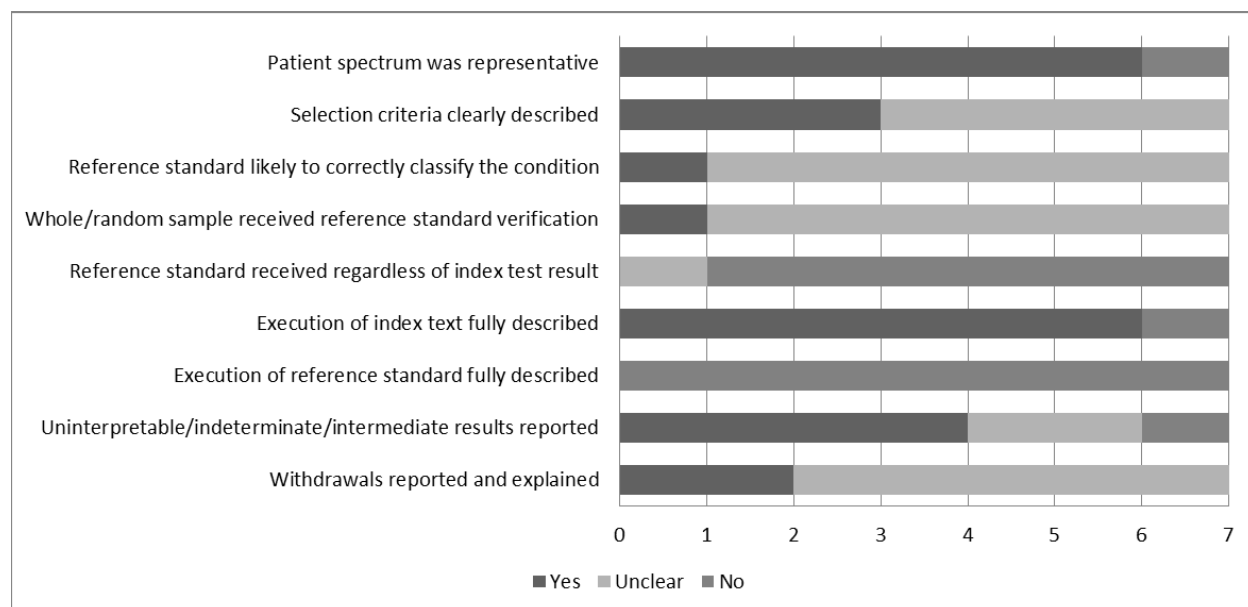 Patient spectrum was representative
Selection criteria clearly described
Reference standard likely to correctly classify the condition
Whole/random sample received reference standard verification
Reference standard received regardless of index test result
Execution of index text fully described
Execution of reference standard fully described
Uninterpretable/indeterminate/intermediate results reported
Withdrawals reported and explained
0 1 2 3 4 5 6 7
Yes Unclear No